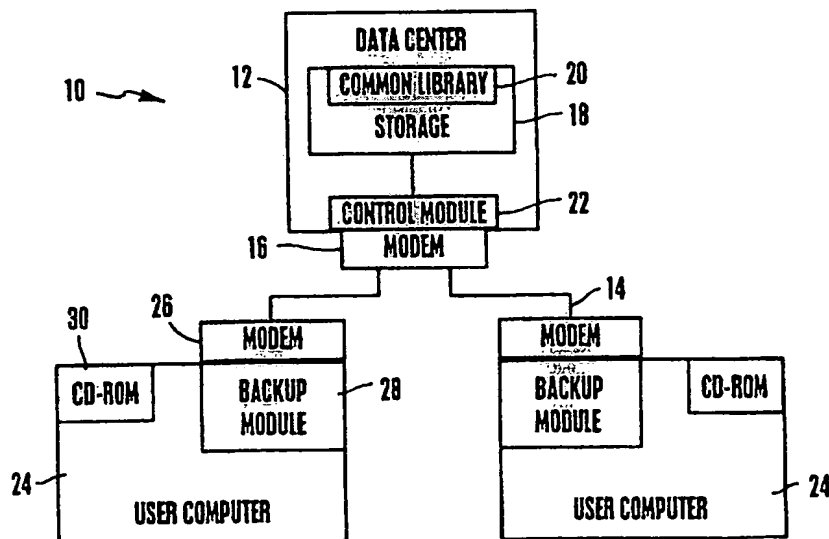 DATA CENTER
12
COMMON LIBRARY
20
10
STORAGE
18
CONTROL MODULE
22
16
MODEM
14
30
26
MODEM
MODEM
CD-ROM
BACKUP
MODULE
28
BACKUP
MODULE
CD-ROM
24
USER COMPUTER
USER COMPUTER
24